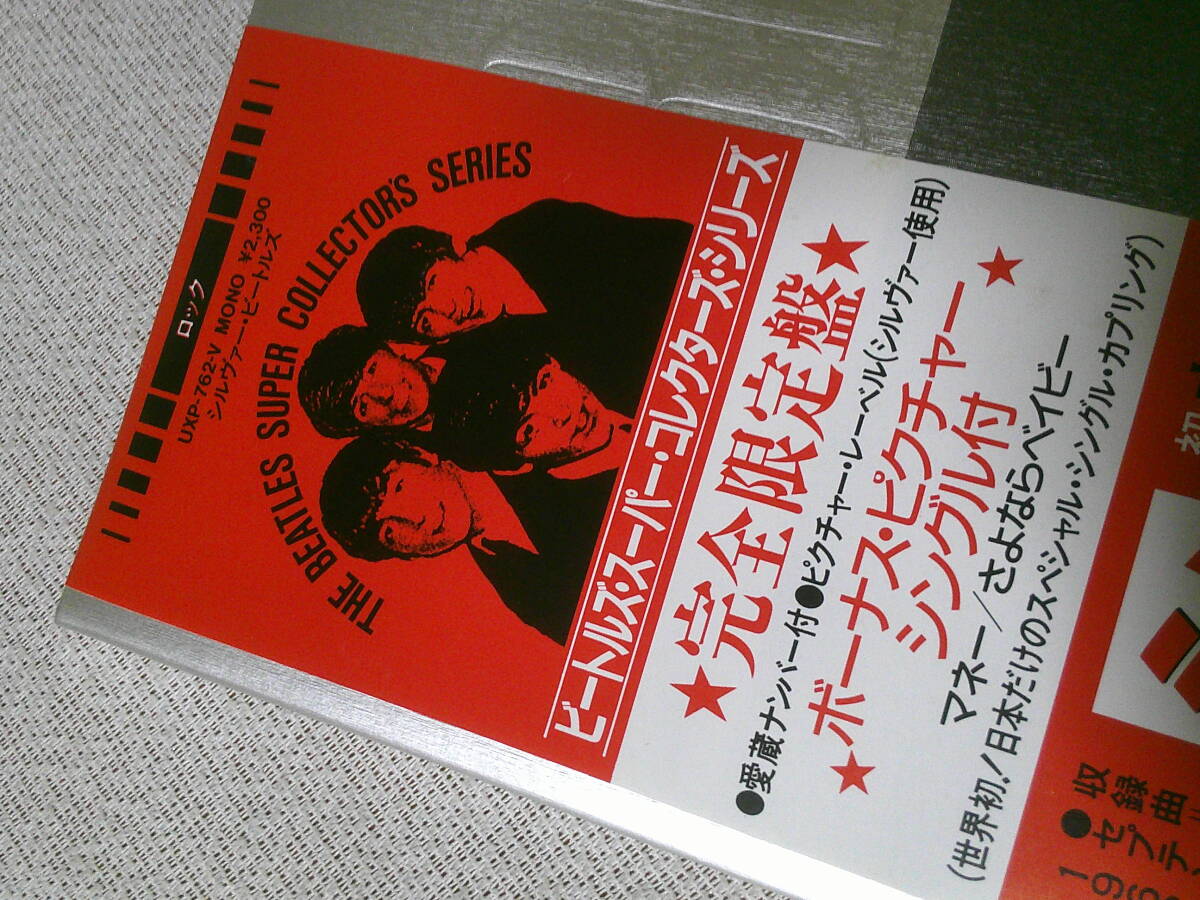 ロック
UXP-762-V MONO ¥2,300
シルヴァー・ビートルズ
THE BEATLES SUPER COLLECTOR'S SERIES
ビートルズ・スーパー・コレクターズ・シリーズ
★完全限定盤★
●愛蔵ナンバー付●ピクチャー・レーベル(シルヴァー使用)
★ボーナス・ピクチャー★
シングル付
マネー/さよならベイビー
(世界初!日本だけのスペシャル・シングル・カプリング)
初
●収録曲
セプテ
196